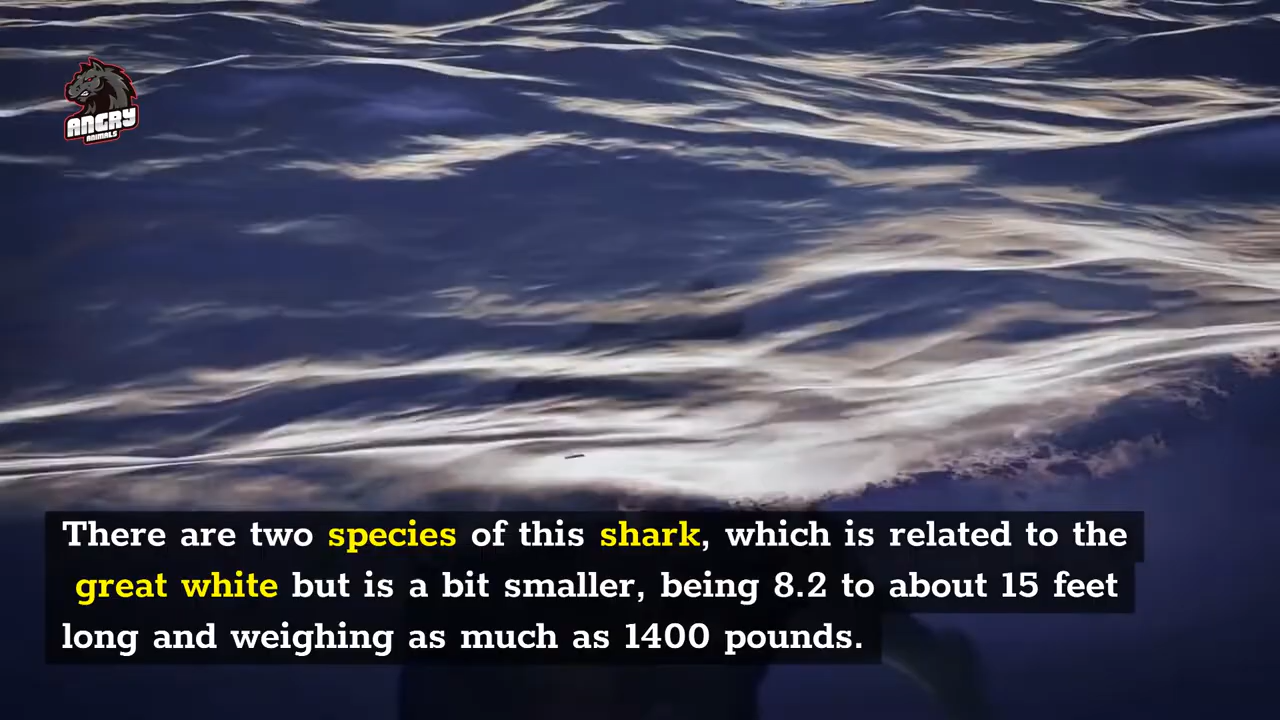 ANGRY
ANIMALS
There are two species of this shark, which is related to the
great white but is a bit smaller, being 8.2 to about 15 feet
long and weighing as much as 1400 pounds.